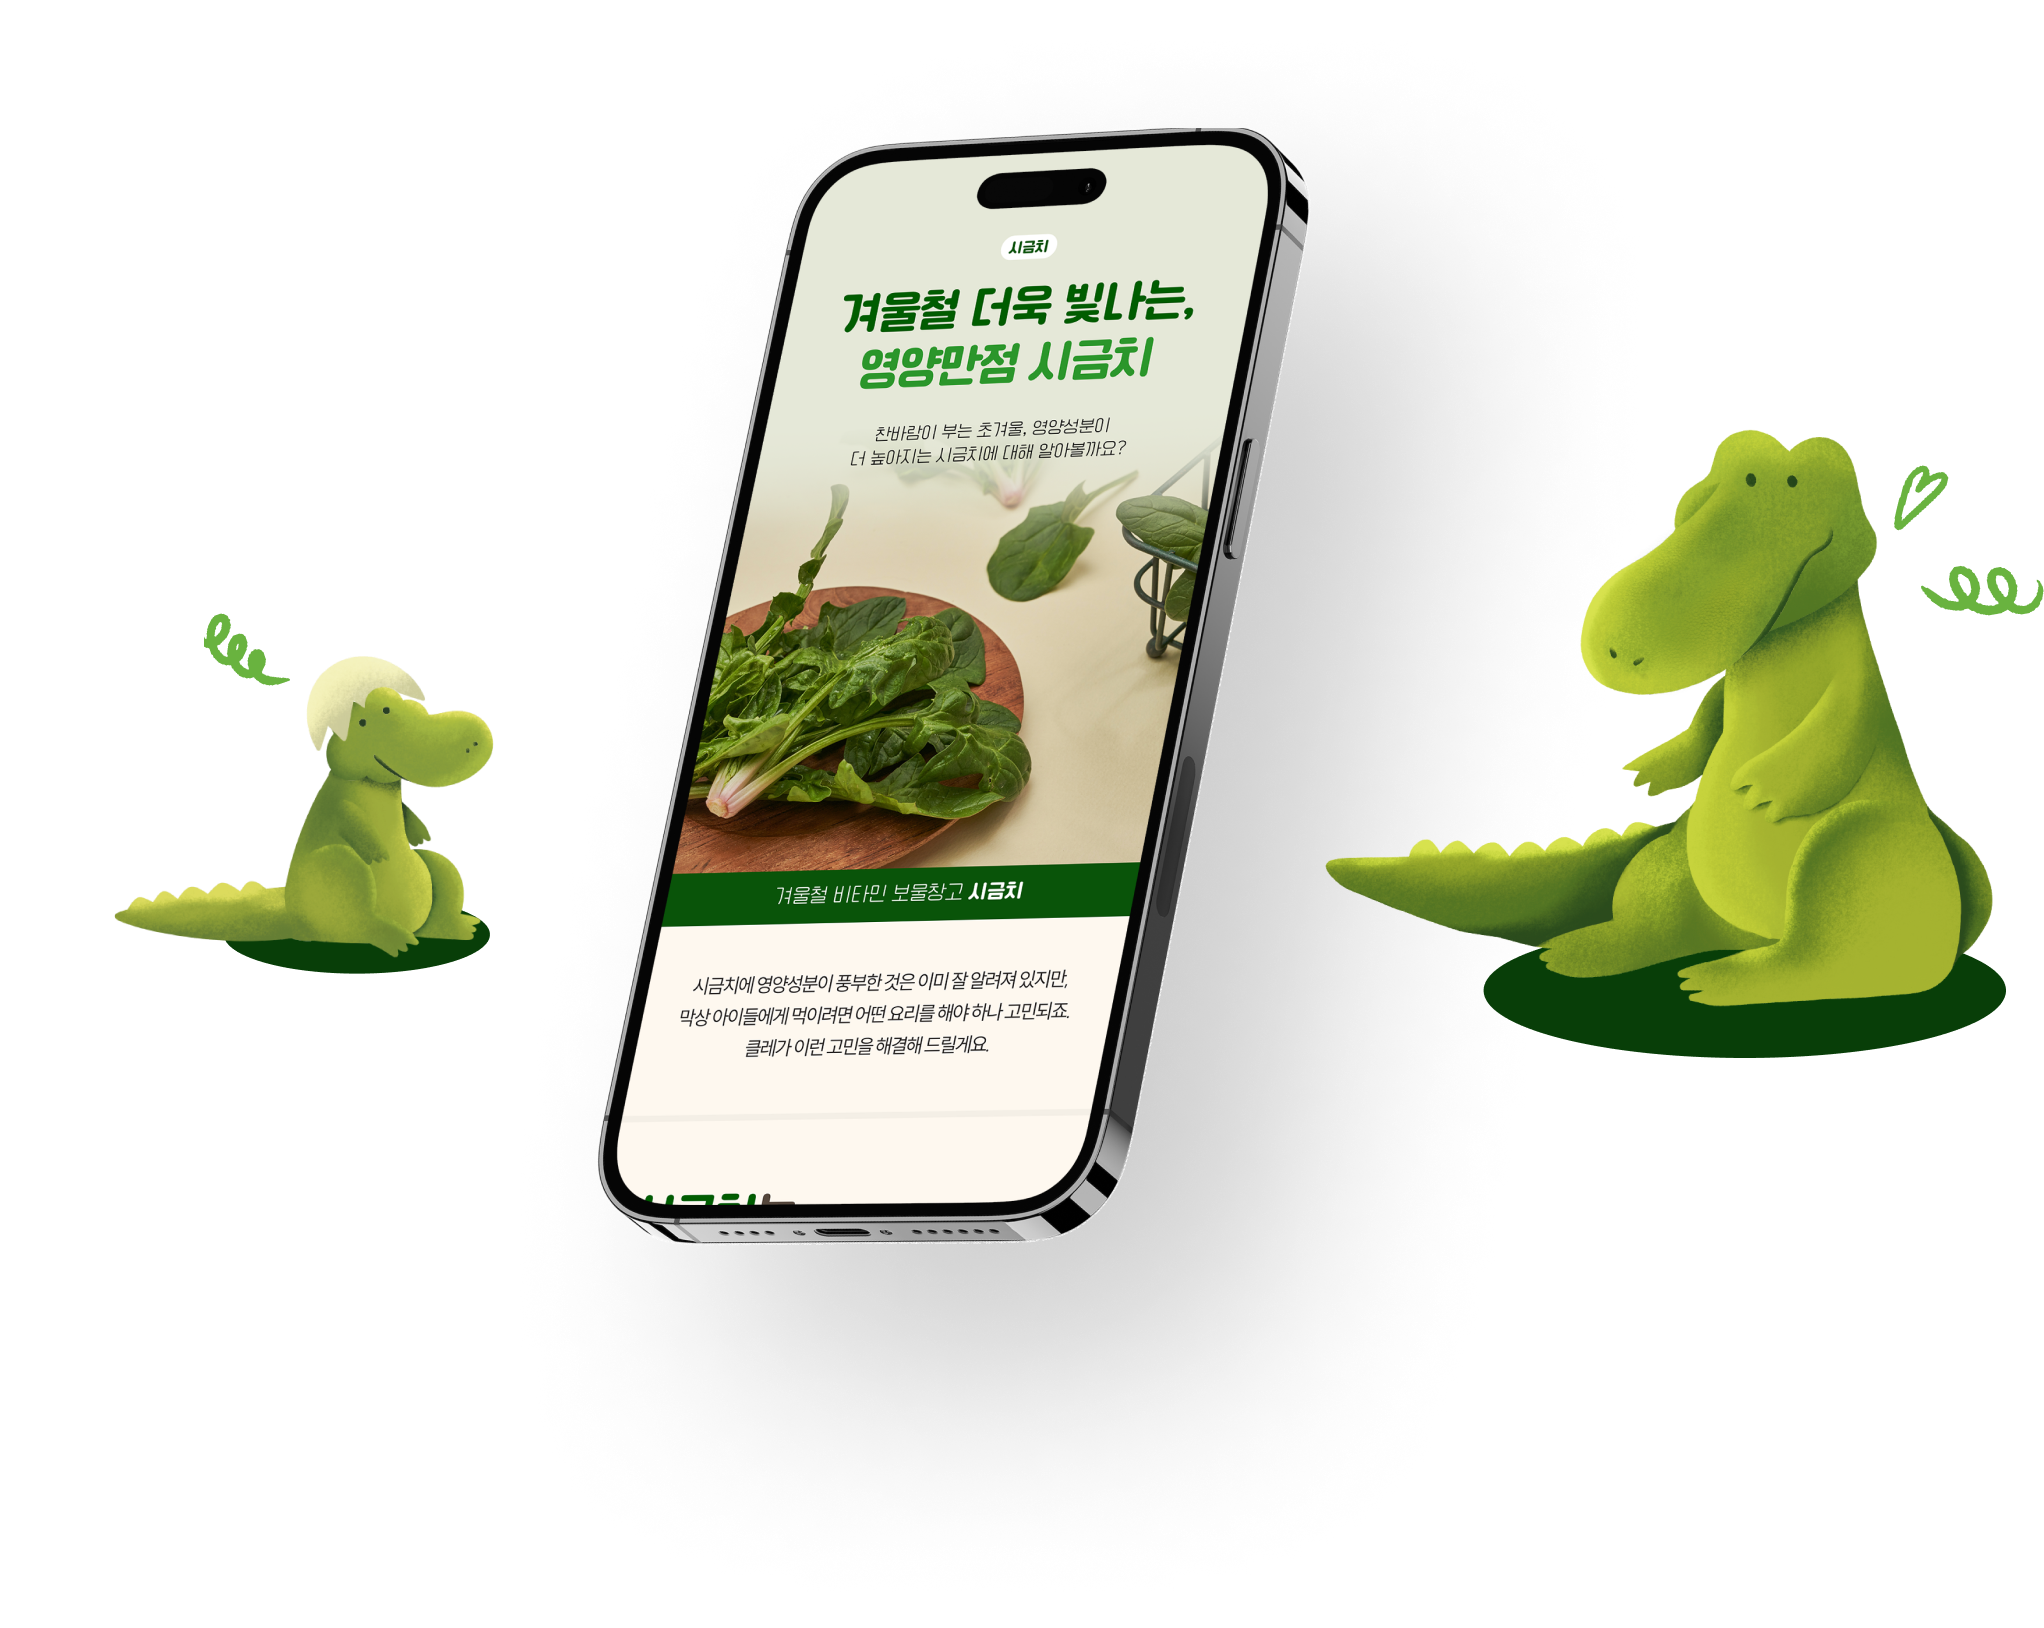 시금치
겨울철 더욱 빛나는,
영양만점 시금치
찬바람이 부는 초겨울, 영양성분이
더 높아지는 시금치에 대해 알아볼까요?
겨울철 비타민 보물창고 시금치
시금치에 영양성분이 풍부한 것은 이미 잘 알려져 있지만,
막상 아이들에게 먹이려면 어떤 요리를 해야 하나 고민되죠.
클레가 이런 고민을 해결해 드릴게요.